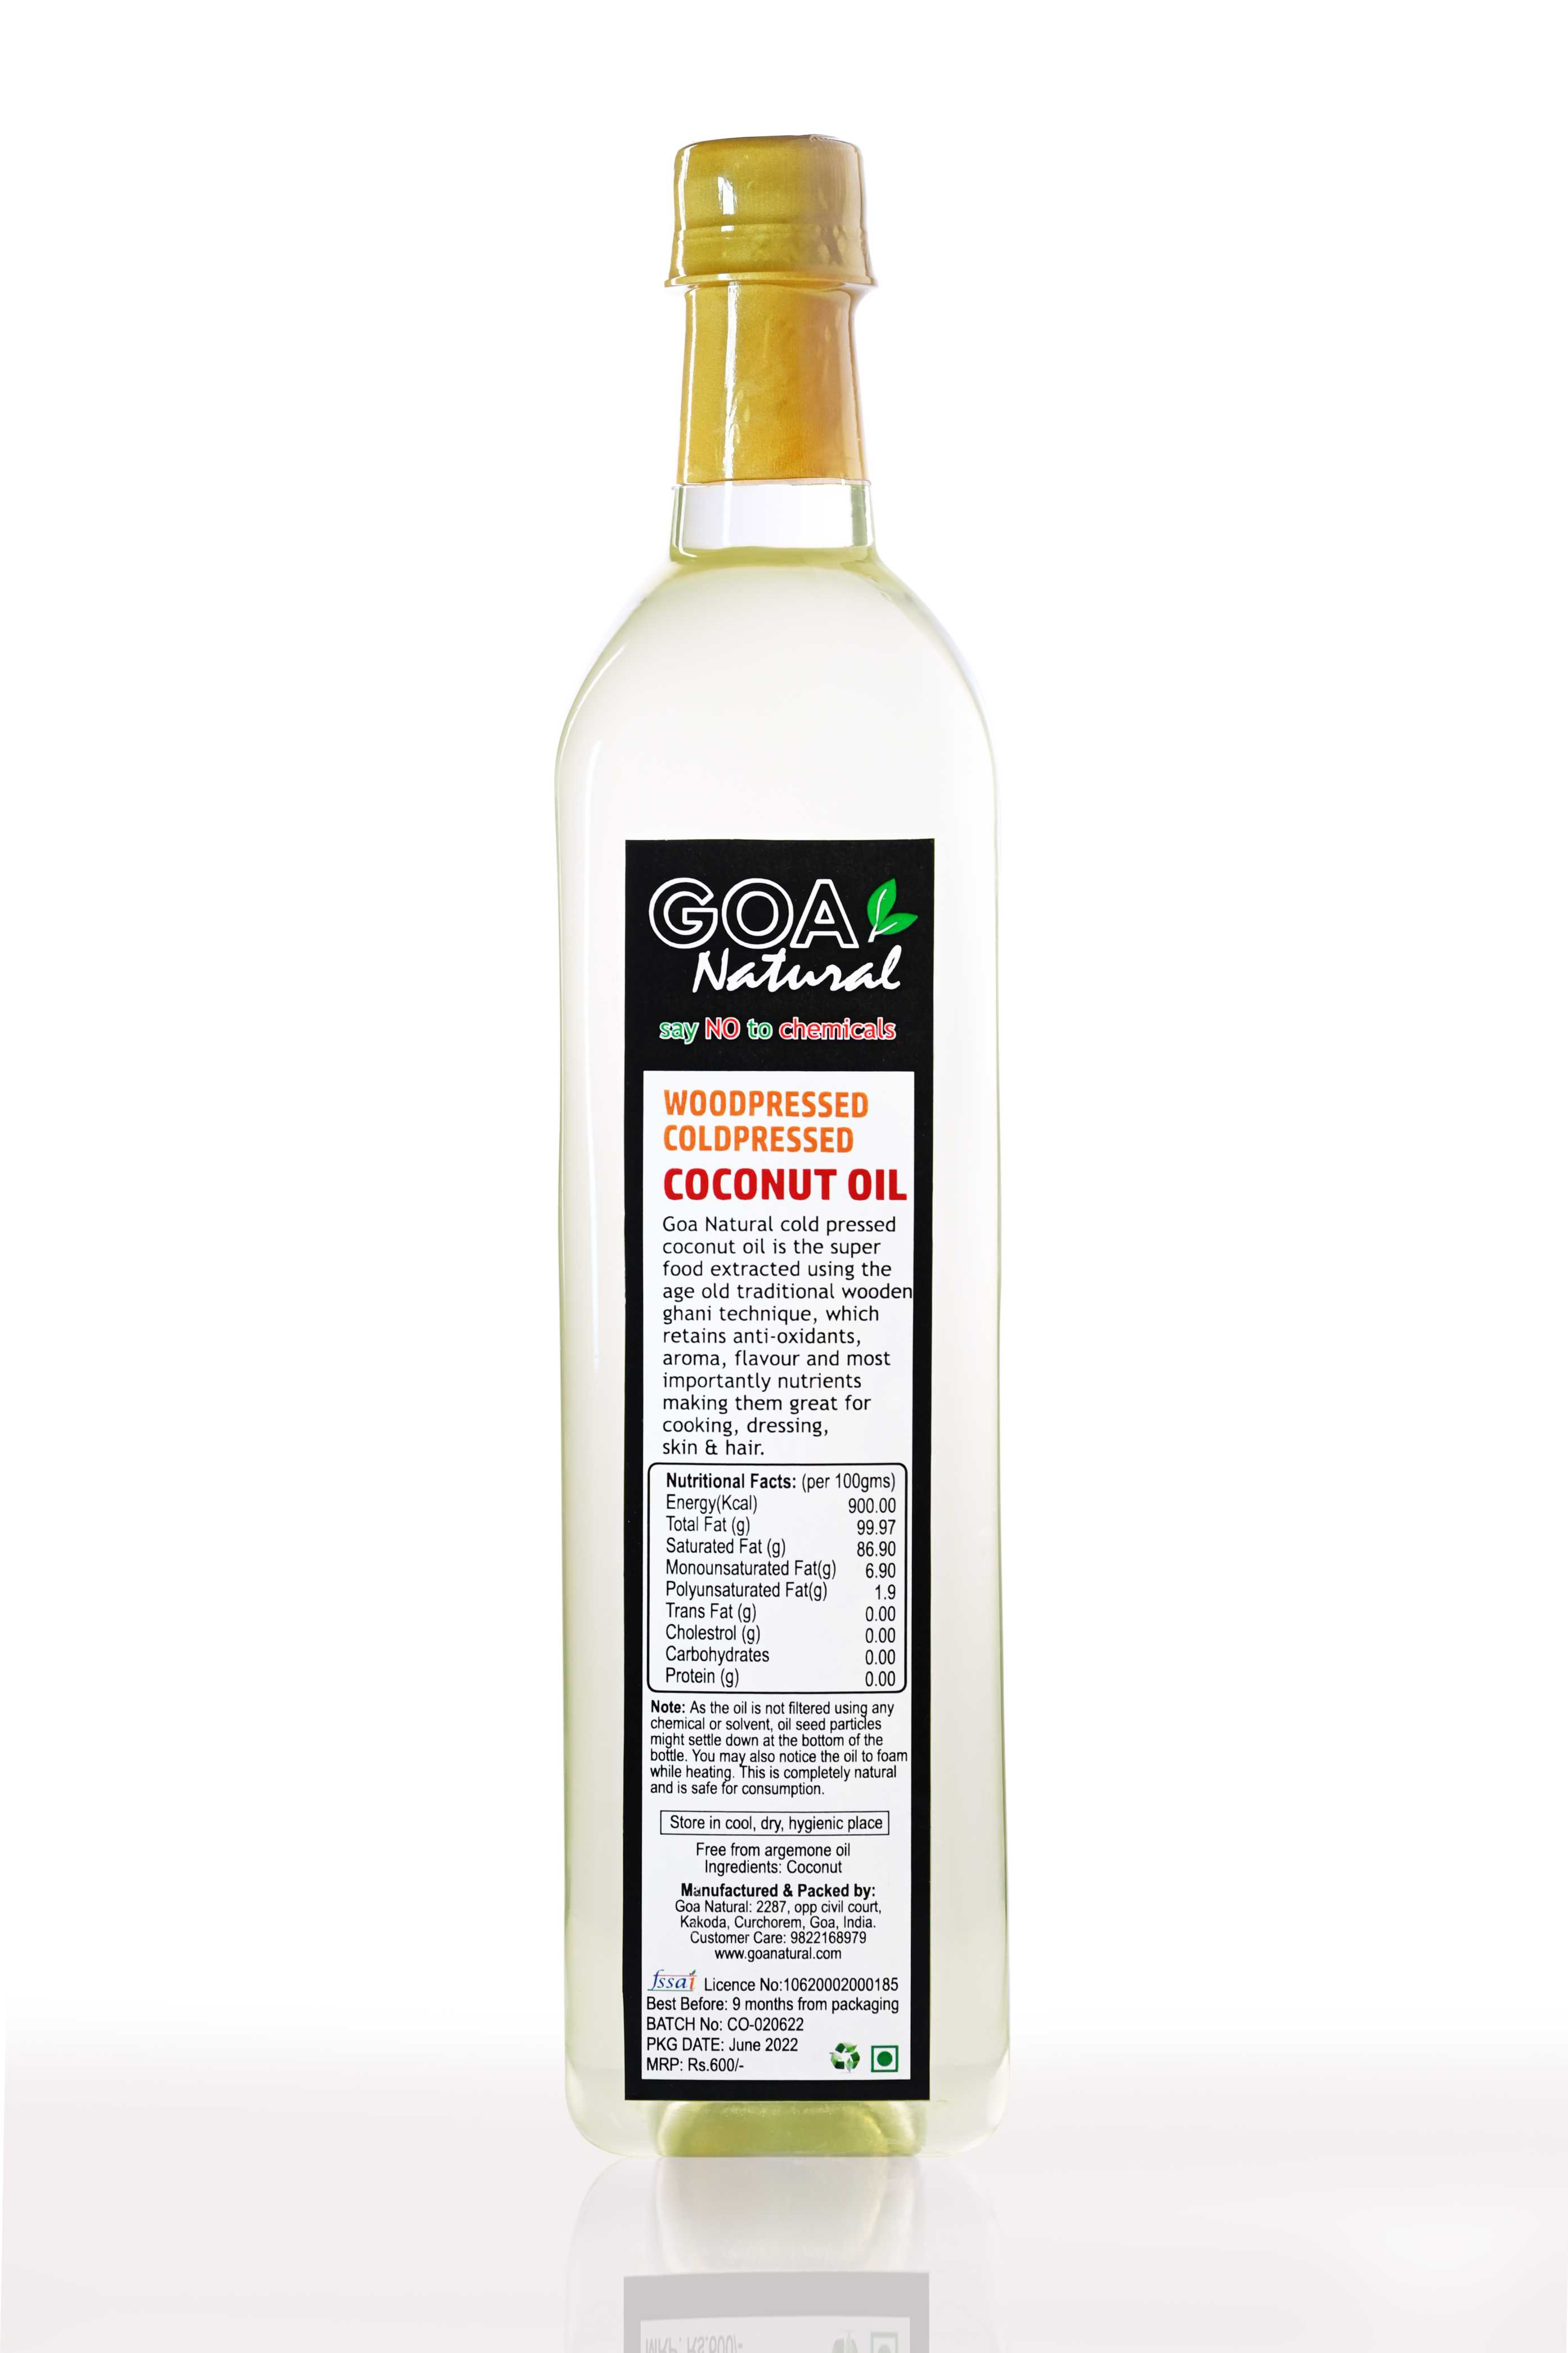 GOA
Natural
say NO to chemicals
WOODPRESSED
COLDPRESSED
COCONUT OIL
Goa Natural cold pressed
coconut oil is the super
food extracted using the
age old traditional wooden
ghani technique, which
retains anti-oxidants,
aroma, flavour and most
importantly nutrients
making them great for
cooking, dressing,
skin & hair.
Nutritional Facts: (per 100gms)
Energy(Kcal) 900.00
Total Fat (g) 99.97
Saturated Fat (g) 86.90
Monounsaturated Fat(g) 6.90
Polyunsaturated Fat(g) 1.9
Trans Fat (g) 0.00
Cholestrol (g) 0.00
Carbohydrates 0.00
Protein (g) 0.00
Note: As the oil is not filtered using any
chemical or solvent, oil seed particles
might settle down at the bottom of the
bottle. You may also notice the oil to foam
while heating. This is completely natural
and is safe for consumption.
Store in cool, dry, hygienic place
Free from argemone oil
Ingredients: Coconut
Manufactured & Packed by:
Goa Natural: 2287, opp civil court,
Kakoda, Curchorem, Goa, India.
Customer Care: 9822168979
www.goanatural.com
fssai Licence No:10620002000185
Best Before: 9 months from packaging
BATCH No: CO-020622
PKG DATE: June 2022
MRP: Rs.600/-